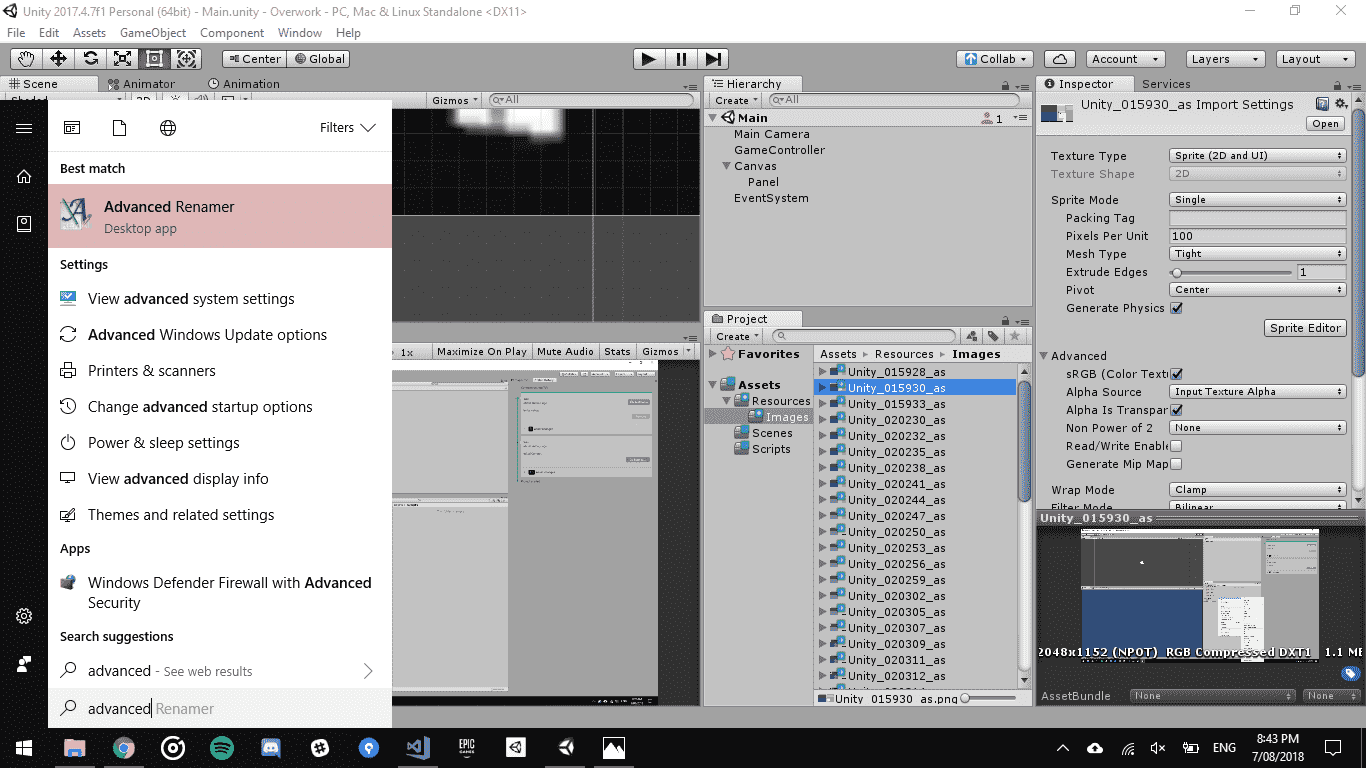 Unity 2017.4.7f1 Personal (64bit) - Main.unity - Overwork - PC, Mac & Linux Standalone <DX11>
File Edit Assets GameObject Component Window Help
Center Global
Collab Account Layers Layout
Scene Animator Animation
Shaded 2D Gizmos All
Filters
Best match
Advanced Renamer
Desktop app
Settings
View advanced system settings
Advanced Windows Update options
Printers & scanners
Change advanced startup options
Power & sleep settings
View advanced display info
Themes and related settings
Apps
Windows Defender Firewall with Advanced
Security
Search suggestions
advanced - See web results
advanced Renamer
1x Maximize On Play Mute Audio Stats Gizmos
Hierarchy
Create All
Main 1
Main Camera
GameController
Canvas
Panel
EventSystem
Project
Create
Favorites
Assets
Resources
Images
Scenes
Scripts
Assets Resources Images
Unity_015928_as
Unity_015930_as
Unity_015933_as
Unity_020230_as
Unity_020232_as
Unity_020235_as
Unity_020238_as
Unity_020241_as
Unity_020244_as
Unity_020247_as
Unity_020250_as
Unity_020253_as
Unity_020256_as
Unity_020259_as
Unity_020302_as
Unity_020305_as
Unity_020307_as
Unity_020309_as
Unity_020311_as
Unity_020312_as
Unity_015930_as.png
Inspector Services
Unity_015930_as Import Settings
Open
Texture Type Sprite (2D and UI)
Texture Shape 2D
Sprite Mode Single
Packing Tag
Pixels Per Unit 100
Mesh Type Tight
Extrude Edges 1
Pivot Center
Generate Physics
Sprite Editor
Advanced
sRGB (Color Textu
Alpha Source Input Texture Alpha
Alpha Is Transpar
Non Power of 2 None
Read/Write Enable
Generate Mip Map
Wrap Mode Clamp
Filter Mode Bilinear
Unity_015930_as
2048x1152 (NPOT) RGB Compressed DXT1 1.1 ME
AssetBundle None None
EPIC
GAMES
ENG
8:43 PM
7/08/2018